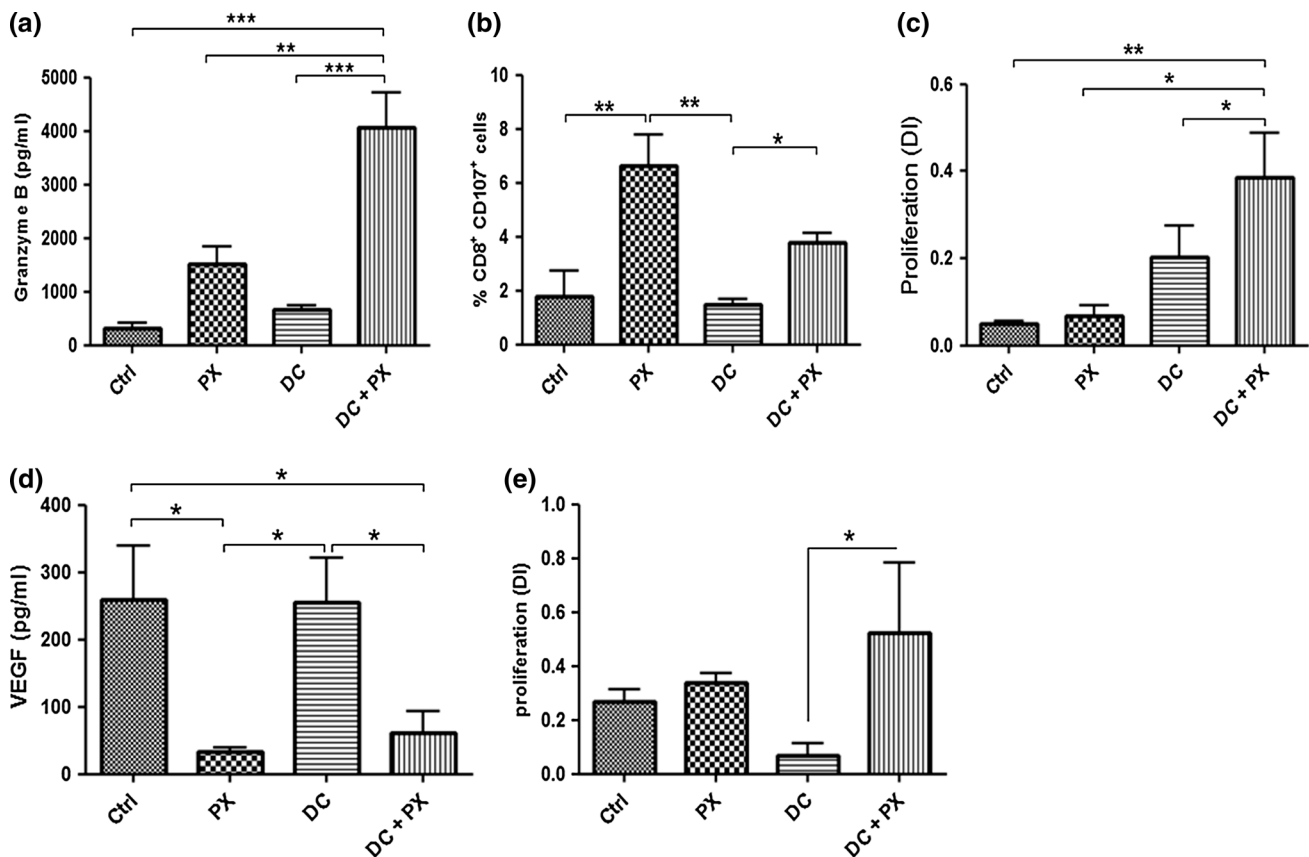 (a)
***
**
***
Granzyme B (pg/ml)
5000
4000
3000
2000
1000
0
Ctrl
PX
DC
DC + PX
(b)
**
**
*
% CD8+ CD107+ cells
10
8
6
4
2
0
Ctrl
PX
DC
DC + PX
(c)
**
*
*
Proliferation (DI)
0.6
0.4
0.2
0.0
Ctrl
PX
DC
DC + PX
(d)
*
*
*
*
VEGF (pg/ml)
400
300
200
100
0
Ctrl
PX
DC
DC + PX
(e)
*
proliferation (DI)
1.0
0.8
0.6
0.4
0.2
0.0
Ctrl
PX
DC
DC + PX